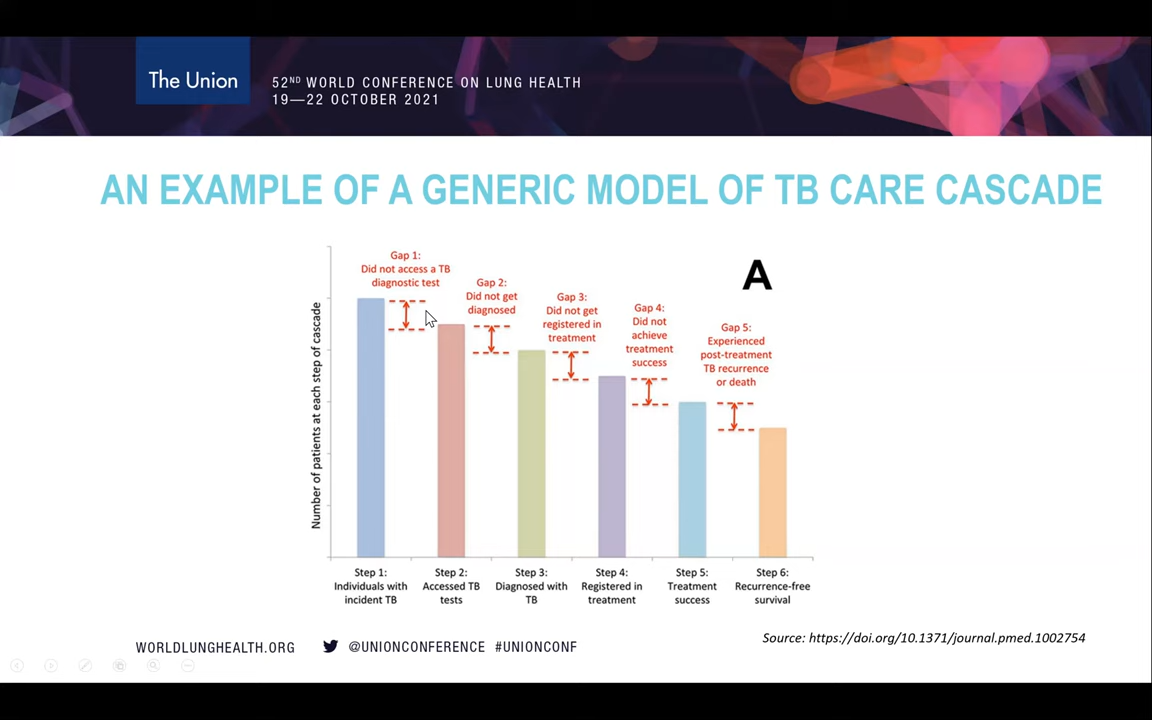 The Union
52ND WORLD CONFERENCE ON LUNG HEALTH
19—22 OCTOBER 2021
AN EXAMPLE OF A GENERIC MODEL OF TB CARE CASCADE
A
Number of patients at each step of cascade
Gap 1:
Did not access a TB
diagnostic test
Gap 2:
Did not get
diagnosed
Gap 3:
Did not get
registered in
treatment
Gap 4:
Did not
achieve
treatment
success
Gap 5:
Experienced
post-treatment
TB recurrence
or death
Step 1:
Individuals with
incident TB
Step 2:
Accessed TB
tests
Step 3:
Diagnosed with
TB
Step 4:
Registered in
treatment
Step 5:
Treatment
success
Step 6:
Recurrence-free
survival
Source: https://doi.org/10.1371/journal.pmed.1002754
WORLDLUNGHEALTH.ORG @UNIONCONFERENCE #UNIONCONF